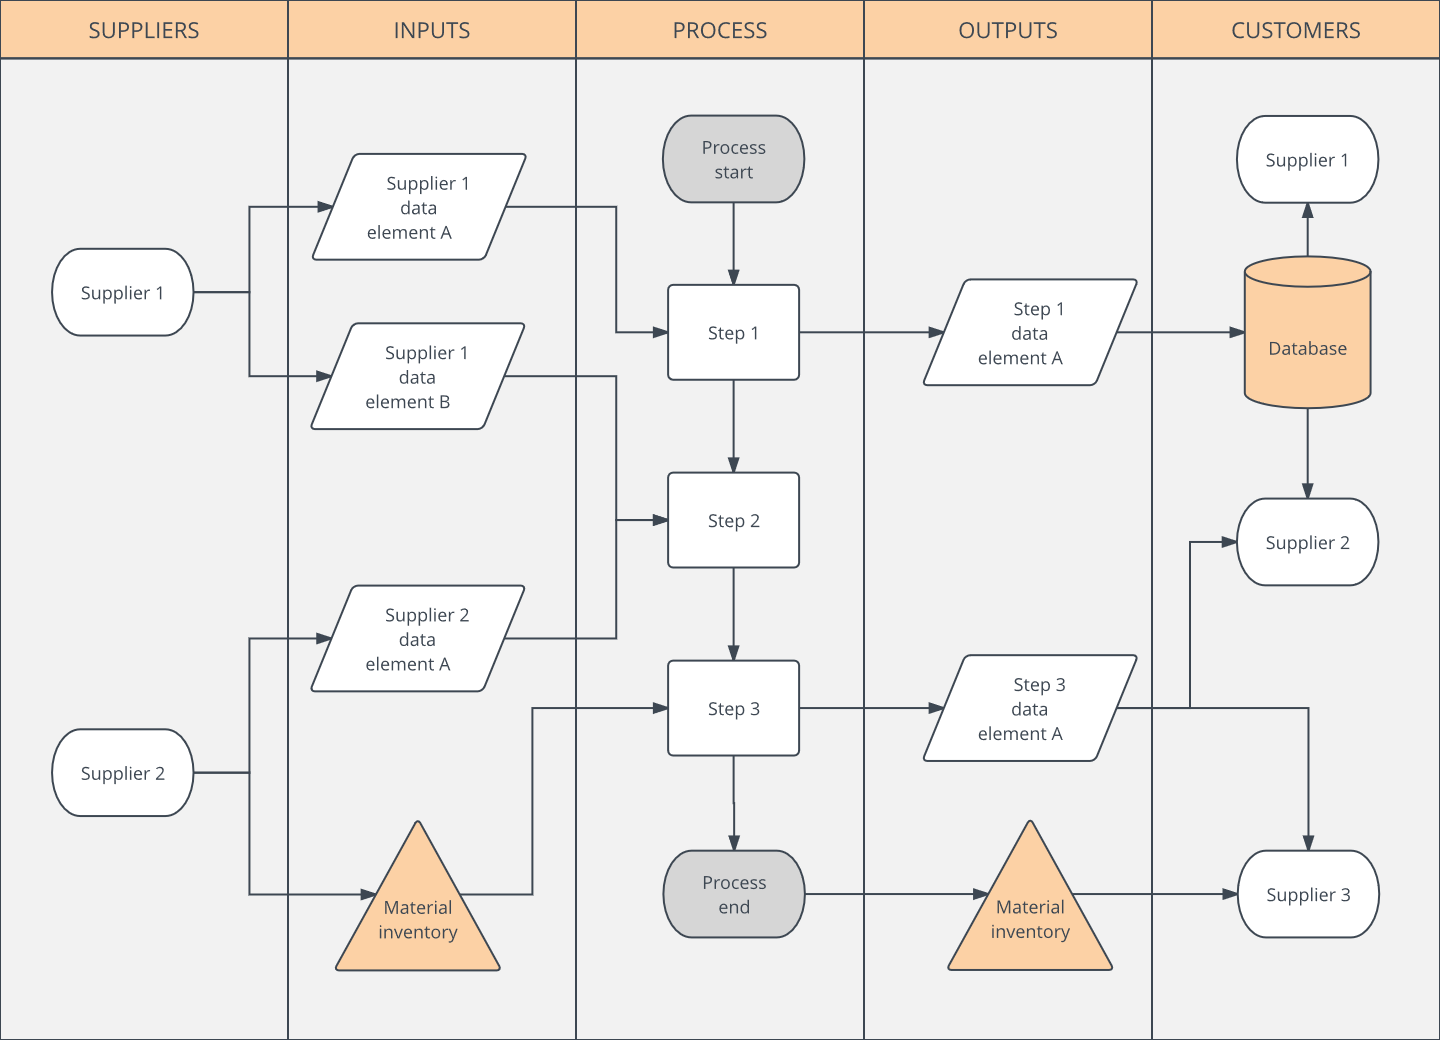 SUPPLIERS
INPUTS
PROCESS
OUTPUTS
CUSTOMERS
Supplier 1
Supplier 2
Supplier 1
data
element A
Supplier 1
data
element B
Supplier 2
data
element A
Material
inventory
Process
start
Step 1
Step 2
Step 3
Process
end
Step 1
data
element A
Step 3
data
element A
Material
inventory
Supplier 1
Database
Supplier 2
Supplier 3